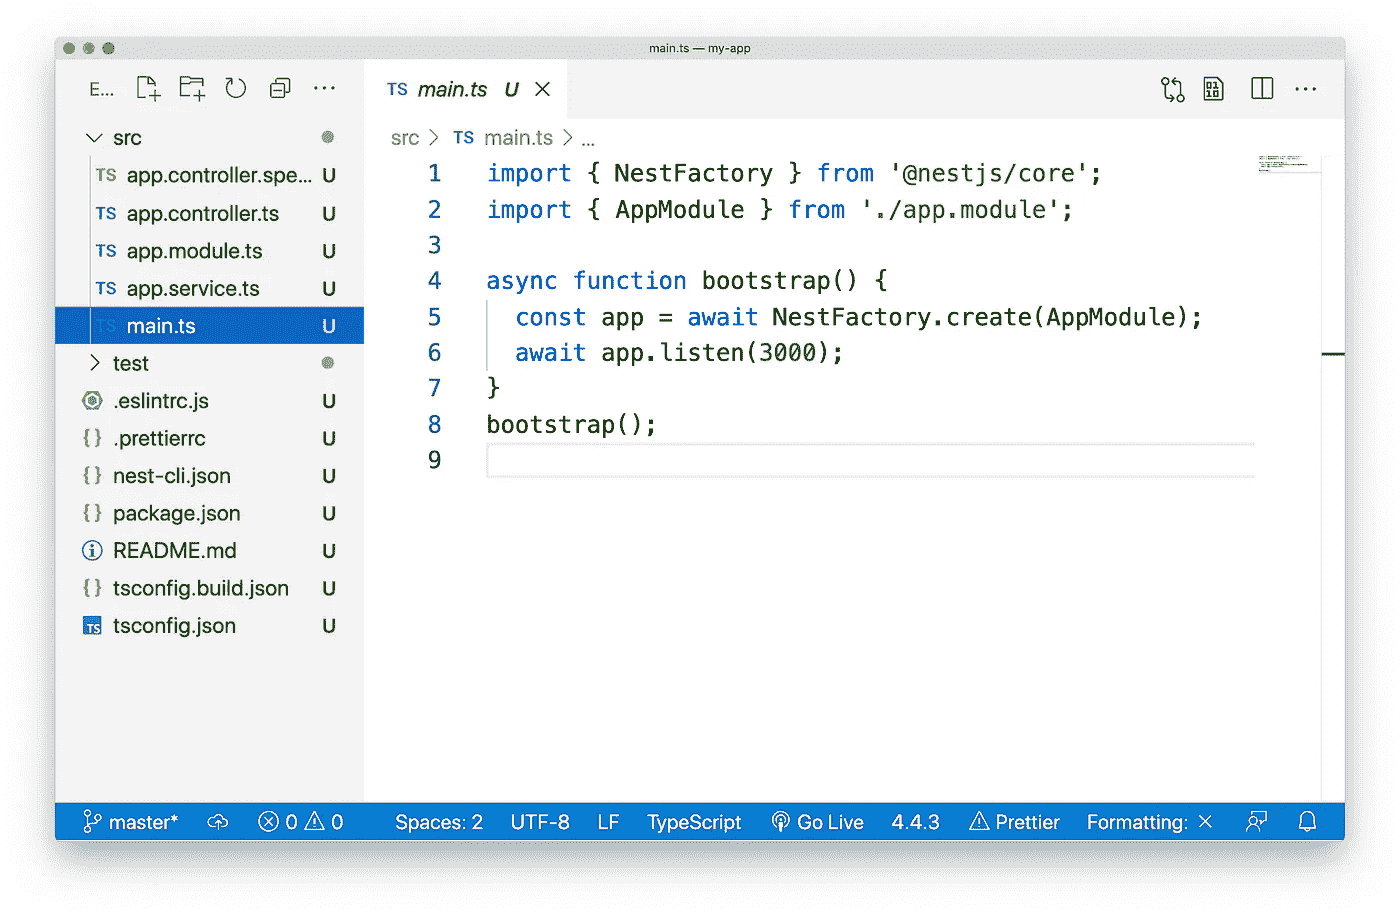 main.ts — my-app
E...
TS main.ts U
src > TS main.ts > ...
src
TS app.controller.spe... U
TS app.controller.ts U
TS app.module.ts U
TS app.service.ts U
TS main.ts U
test
.eslintrc.js U
{} .prettierrc U
{} nest-cli.json U
{} package.json U
README.md U
{} tsconfig.build.json U
TS tsconfig.json U
1 import { NestFactory } from '@nestjs/core';
2 import { AppModule } from './app.module';
3
4 async function bootstrap() {
5   const app = await NestFactory.create(AppModule);
6   await app.listen(3000);
7 }
8 bootstrap();
9
master* 0 0 Spaces: 2 UTF-8 LF TypeScript Go Live 4.4.3 Prettier Formatting: ×